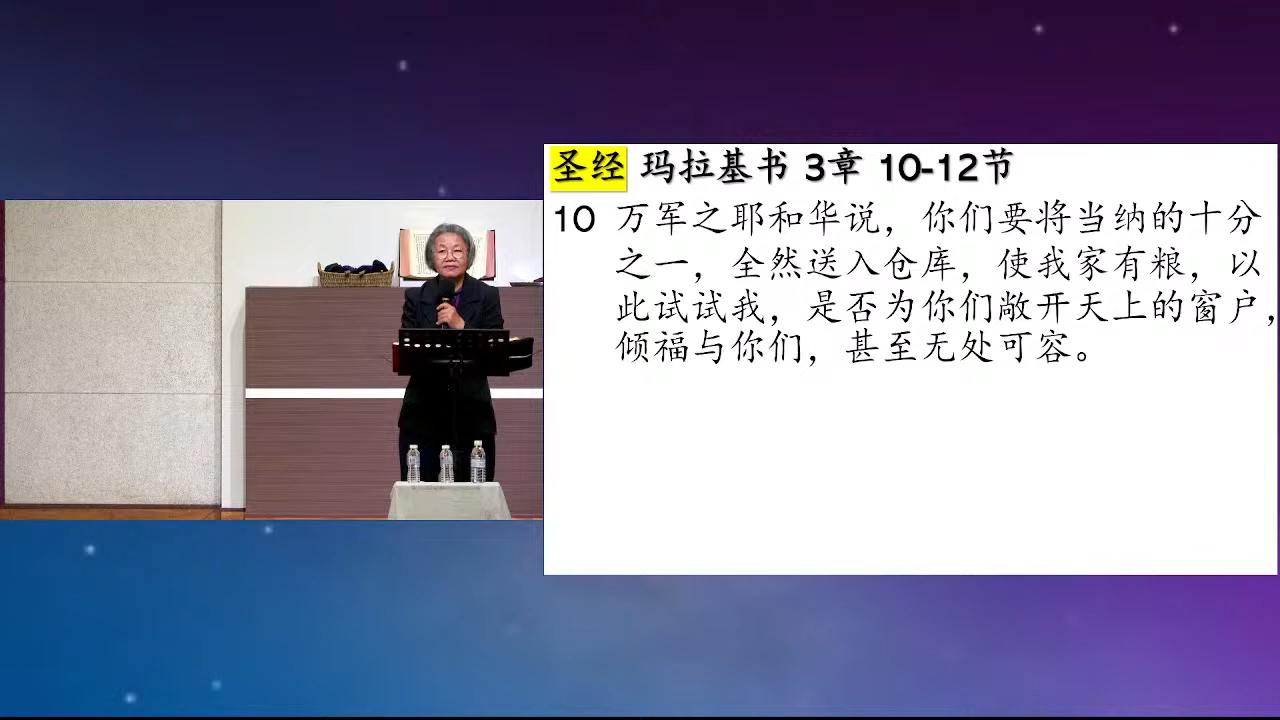 圣经 玛拉基书 3章 10-12节
10 万军之耶和华说，你们要将当纳的十分
之一，全然送入仓库，使我家有粮，以
此试试我，是否为你们敞开天上的窗户，
倾福与你们，甚至无处可容。